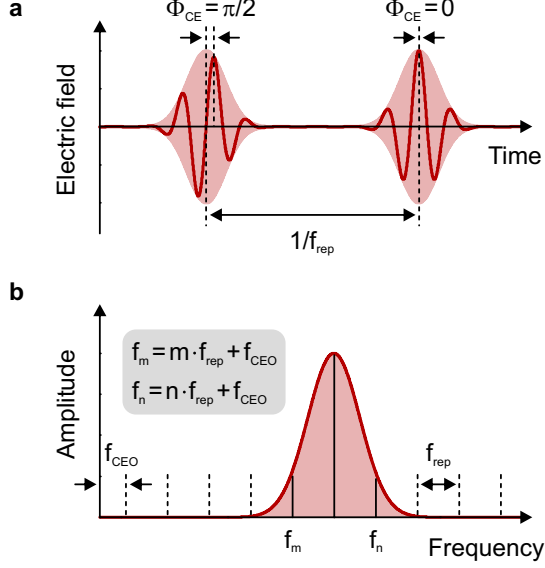 a
Φ_CE = π/2
Φ_CE = 0
Electric field
Time
1/f_rep
b
f_m = m·f_rep + f_CEO
f_n = n·f_rep + f_CEO
Amplitude
f_CEO
f_rep
f_m
f_n
Frequency